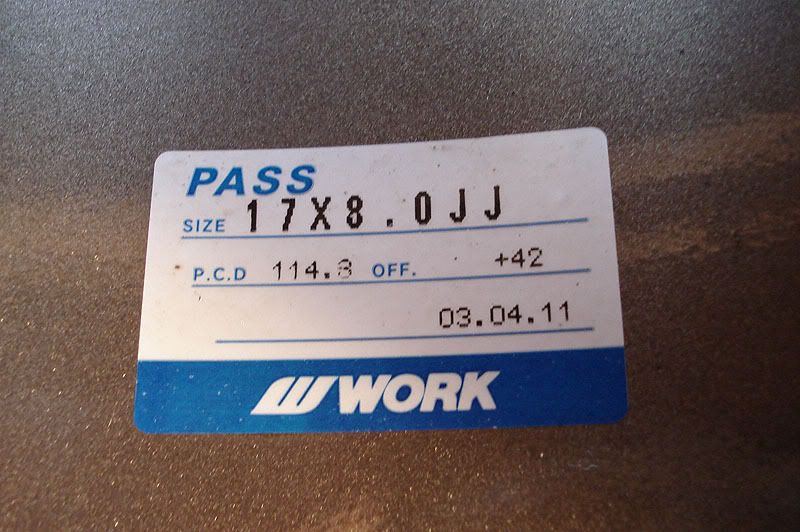 PASS
SIZE 17X8.0JJ
P.C.D 114.3 OFF. +42
03.04.11
WORK